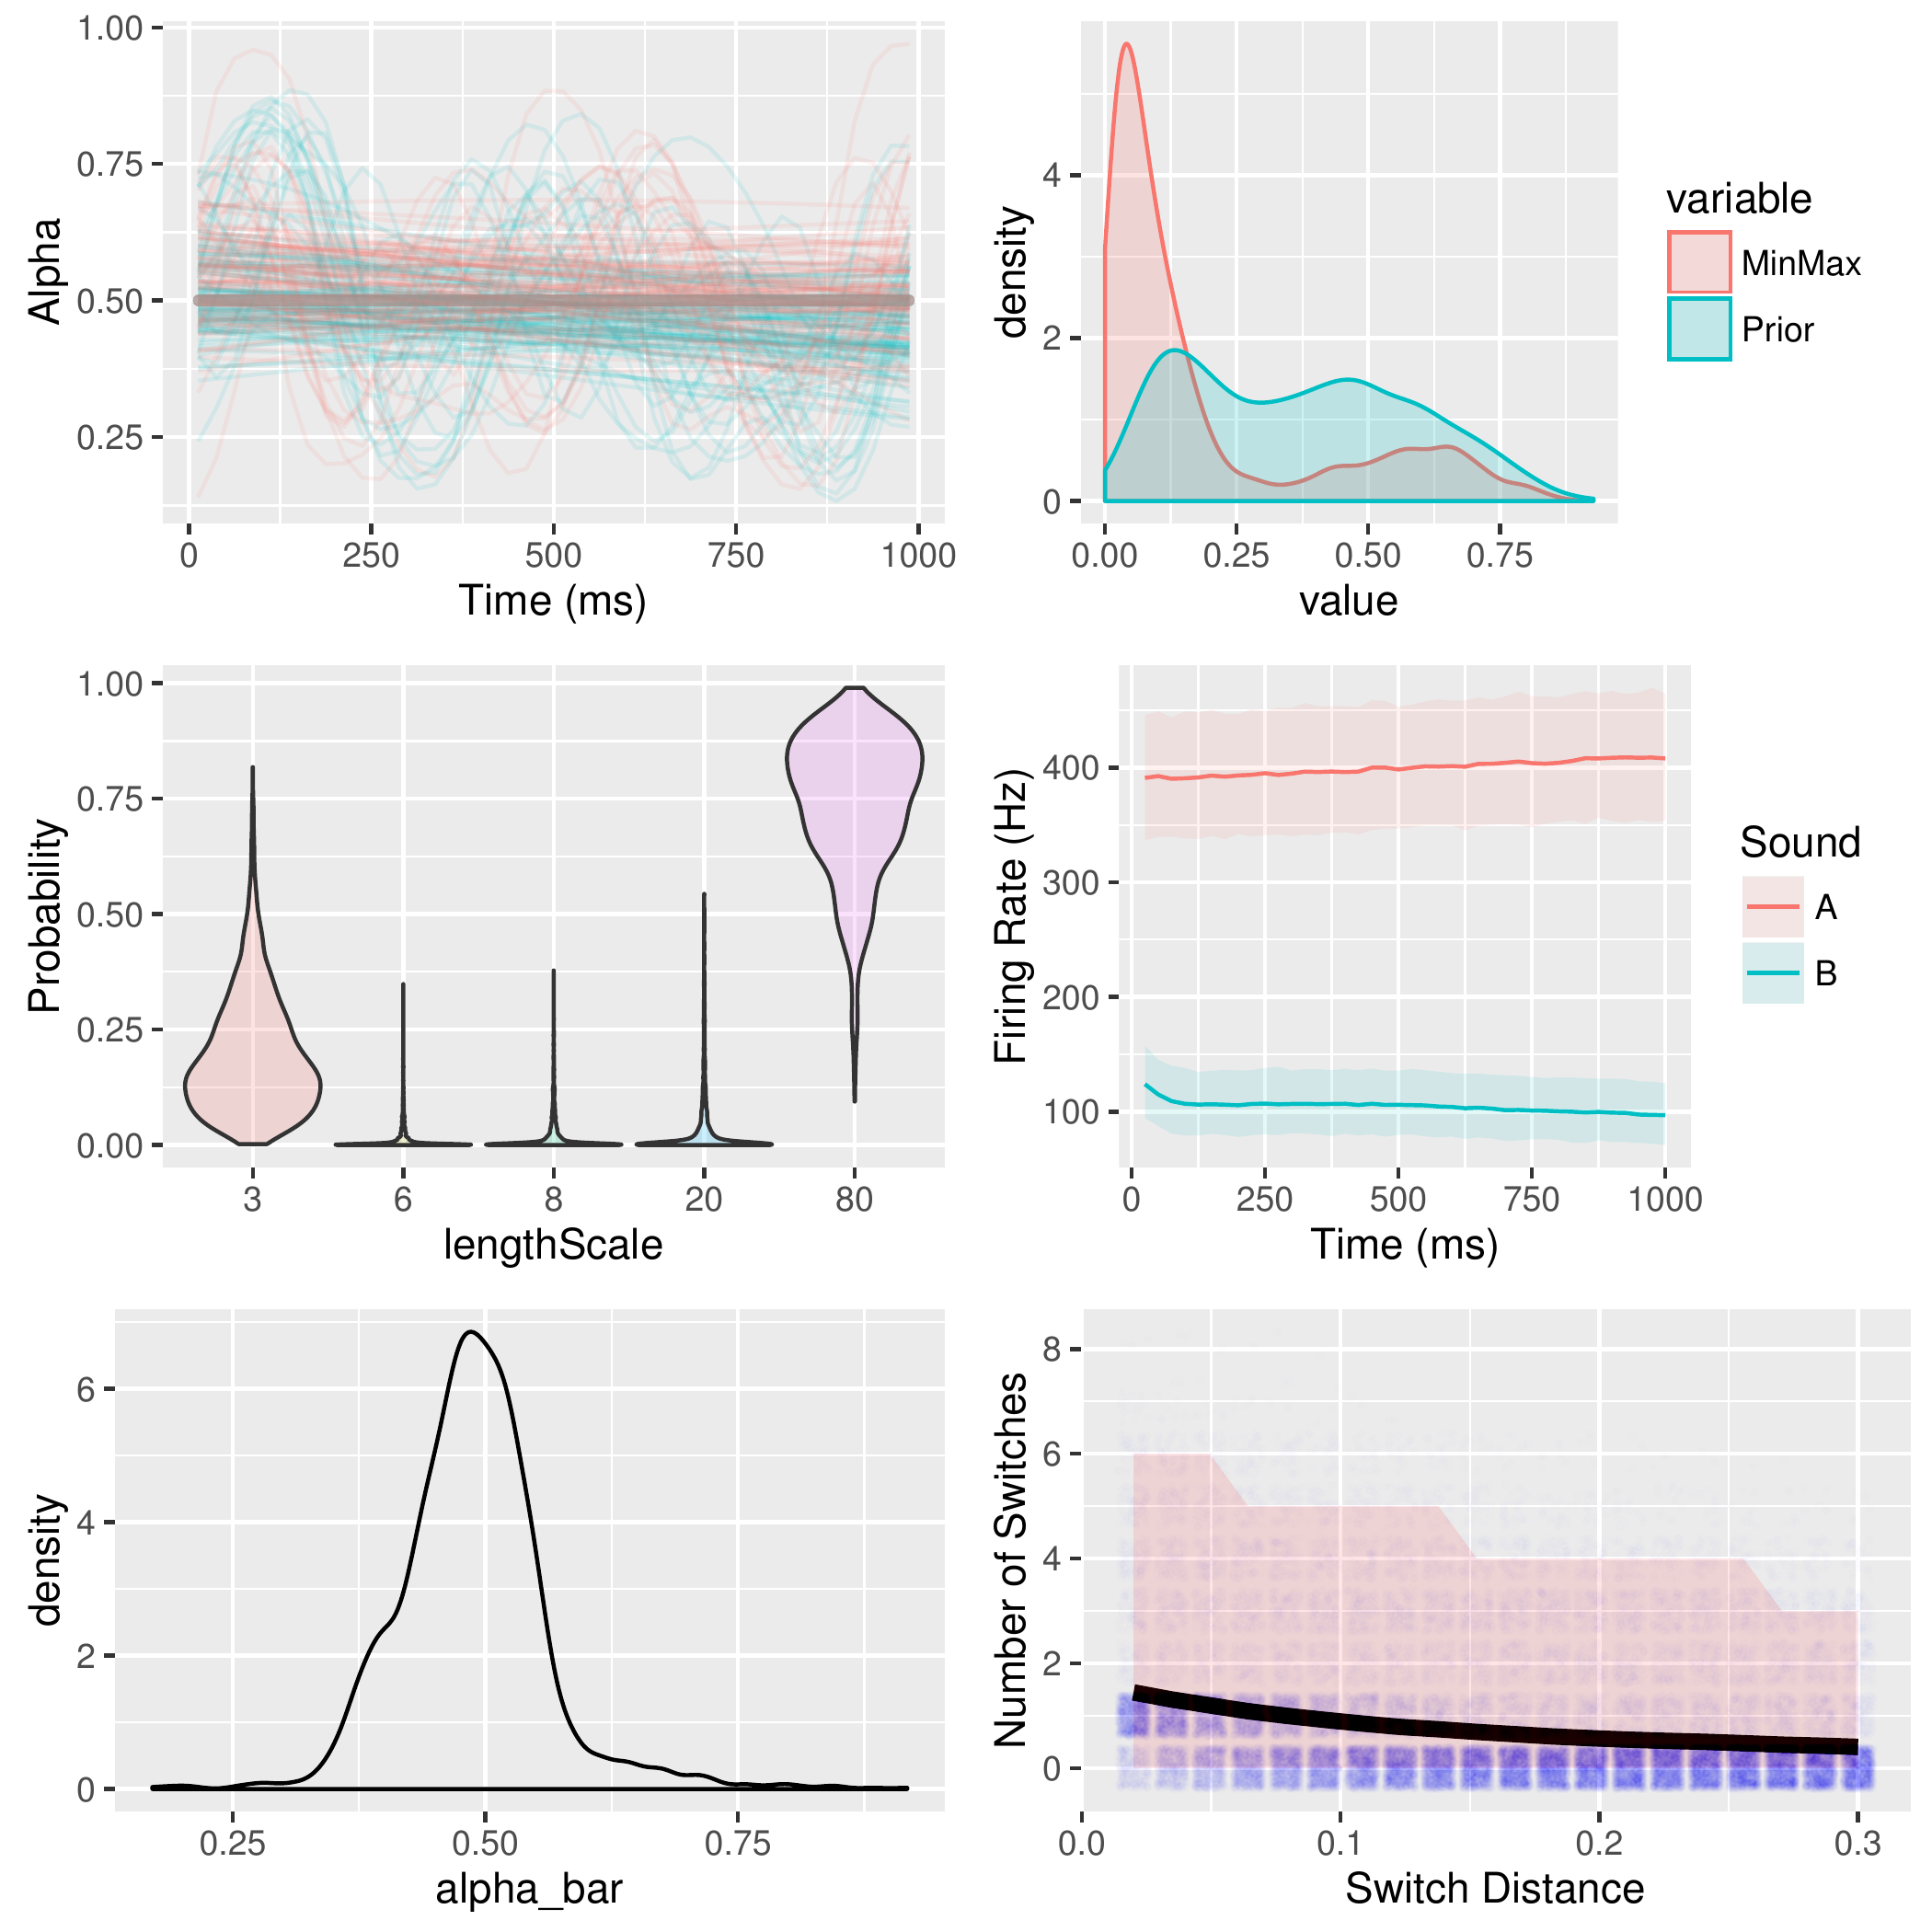 1.00
0.75
0.50
0.25
Alpha
0 250 500 750 1000
Time (ms)
4
2
0
density
0.00 0.25 0.50 0.75
value
variable
MinMax
Prior
1.00
0.75
0.50
0.25
0.00
Probability
3 6 8 20 80
lengthScale
400
300
200
100
Firing Rate (Hz)
0 250 500 750 1000
Time (ms)
Sound
A
B
6
4
2
0
density
0.25 0.50 0.75
alpha_bar
8
6
4
2
0
Number of Switches
0.0 0.1 0.2 0.3
Switch Distance